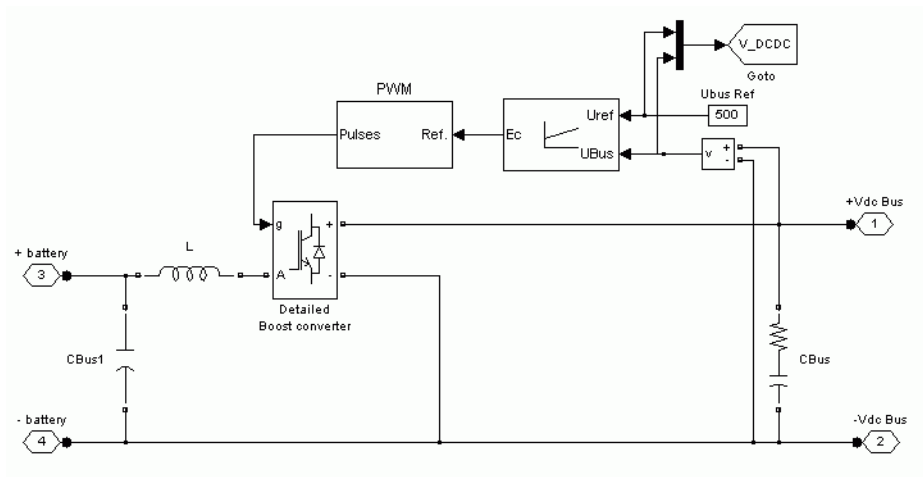 V_DCDC
Goto
PWM
Ubus Ref
500
Pulses
Ref.
Ec
Uref
UBus
v
+
-
+Vdc Bus
1
g
+
A
-
L
+ battery
3
Detailed
Boost converter
CBus1
CBus
- battery
4
-Vdc Bus
2